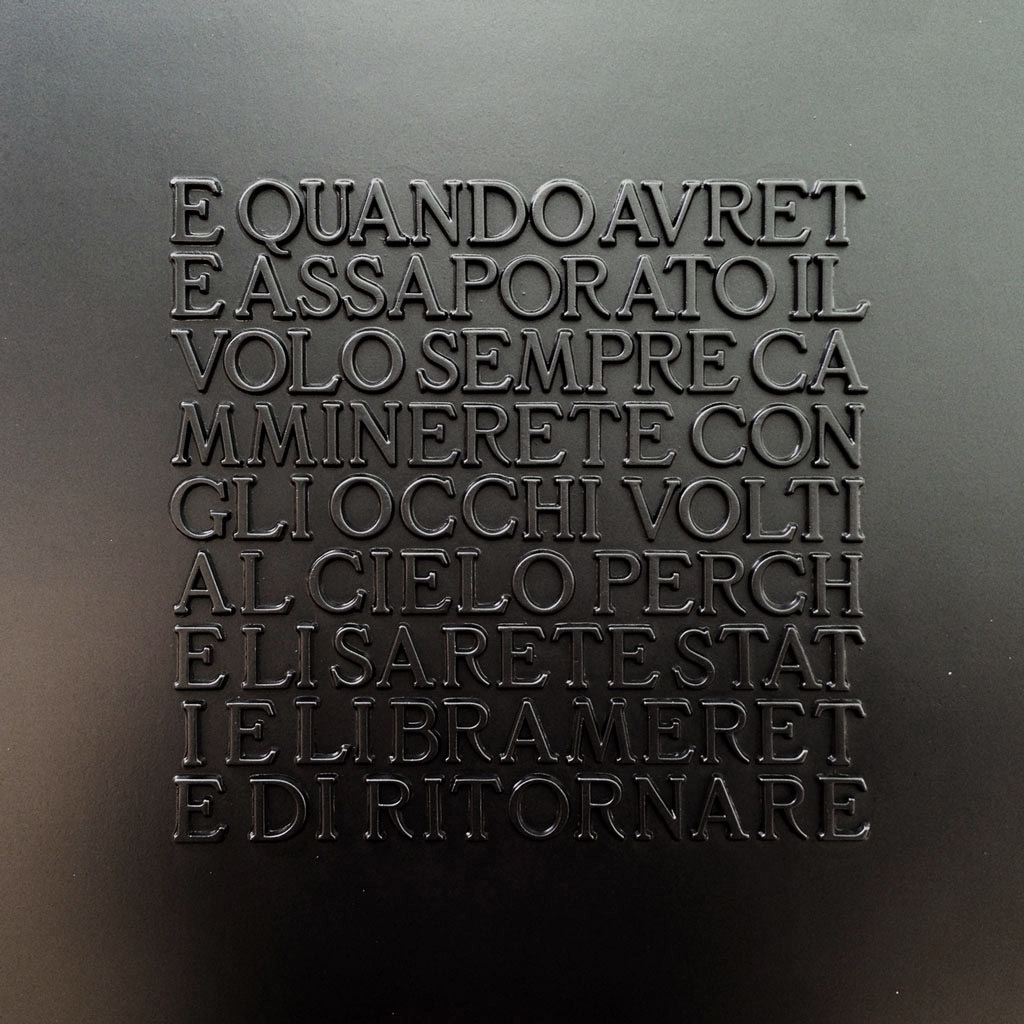 E QUANDO AVRET
E ASSAPORATO IL
VOLO SEMPRE CA
MMINERETE CON
GLI OCCHI VOLTI
AL CIELO PERCH
E LI SARETE STAT
I E LI BRAMERET
E DI RITORNARE